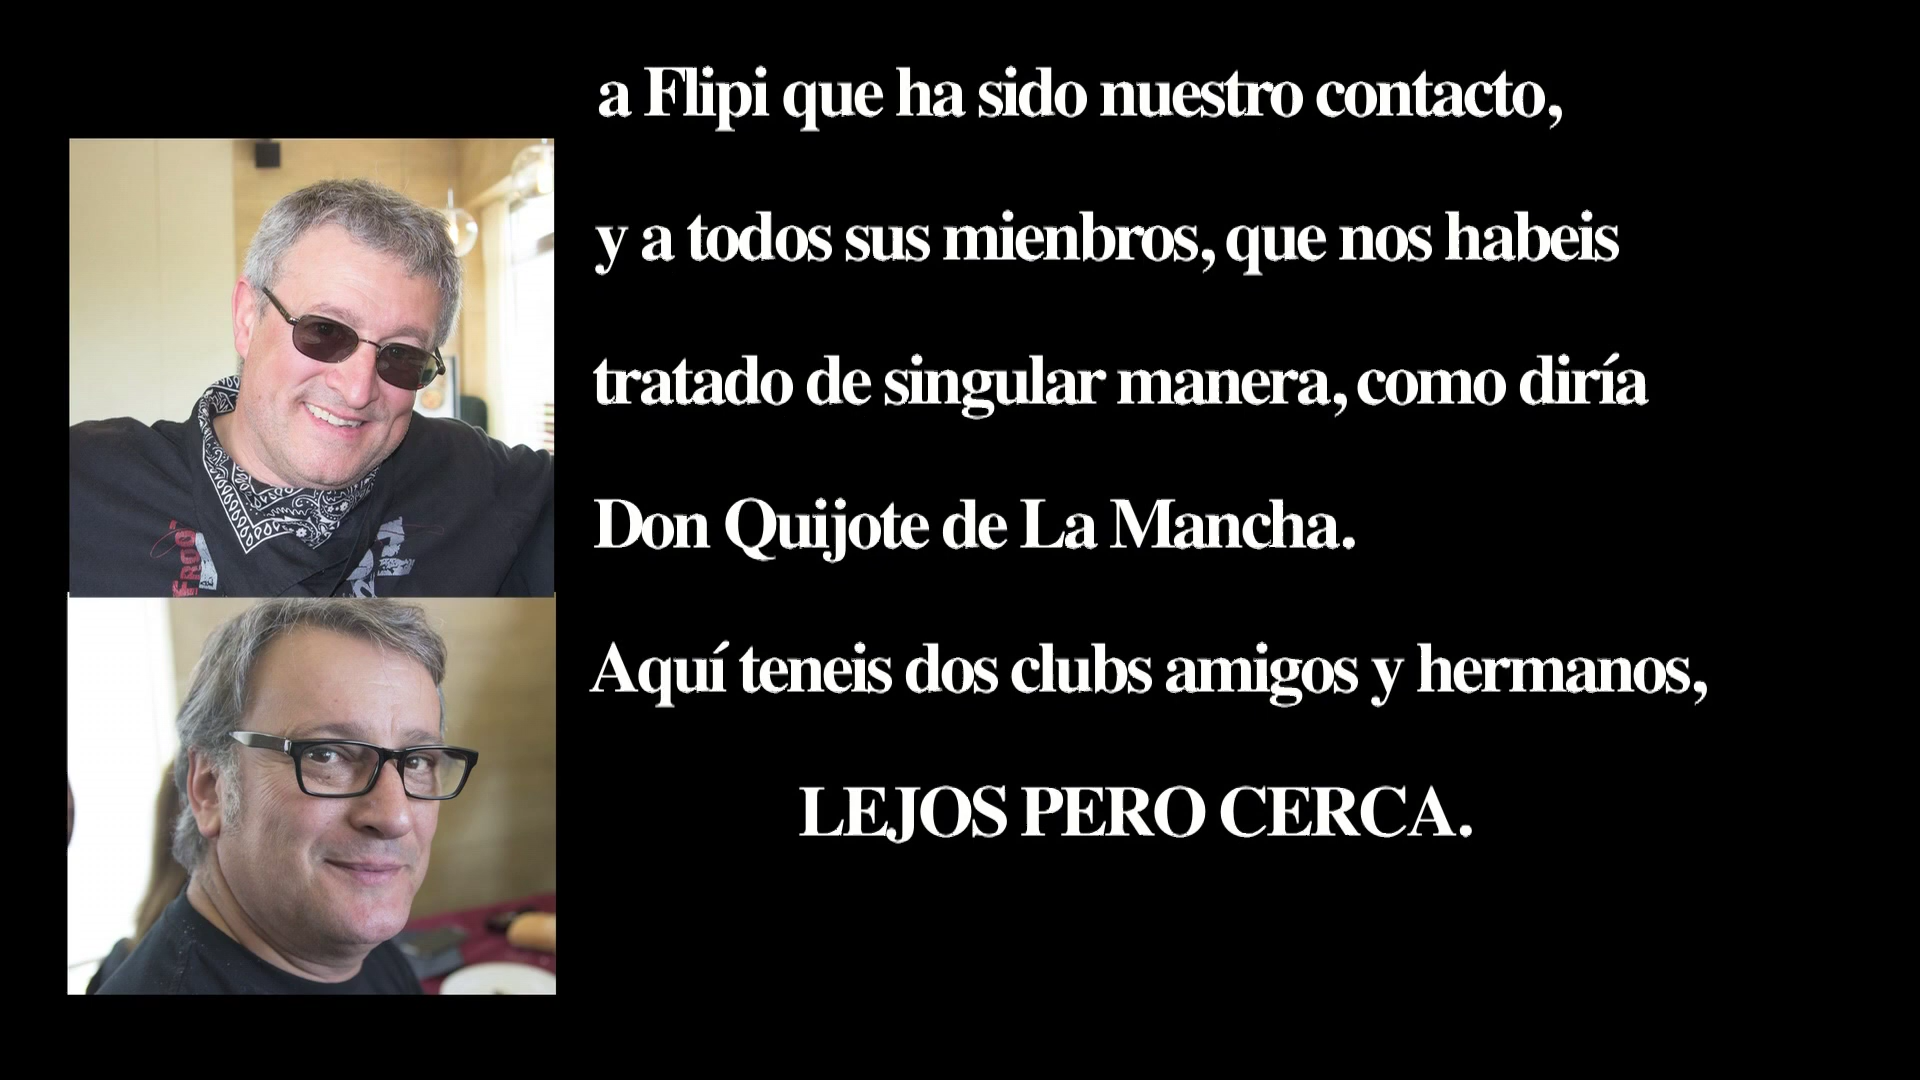 a Flipi que ha sido nuestro contacto,
y a todos sus mienbros, que nos habeis
tratado de singular manera, como diría
Don Quijote de La Mancha.
Aquí teneis dos clubs amigos y hermanos,
LEJOS PERO CERCA.